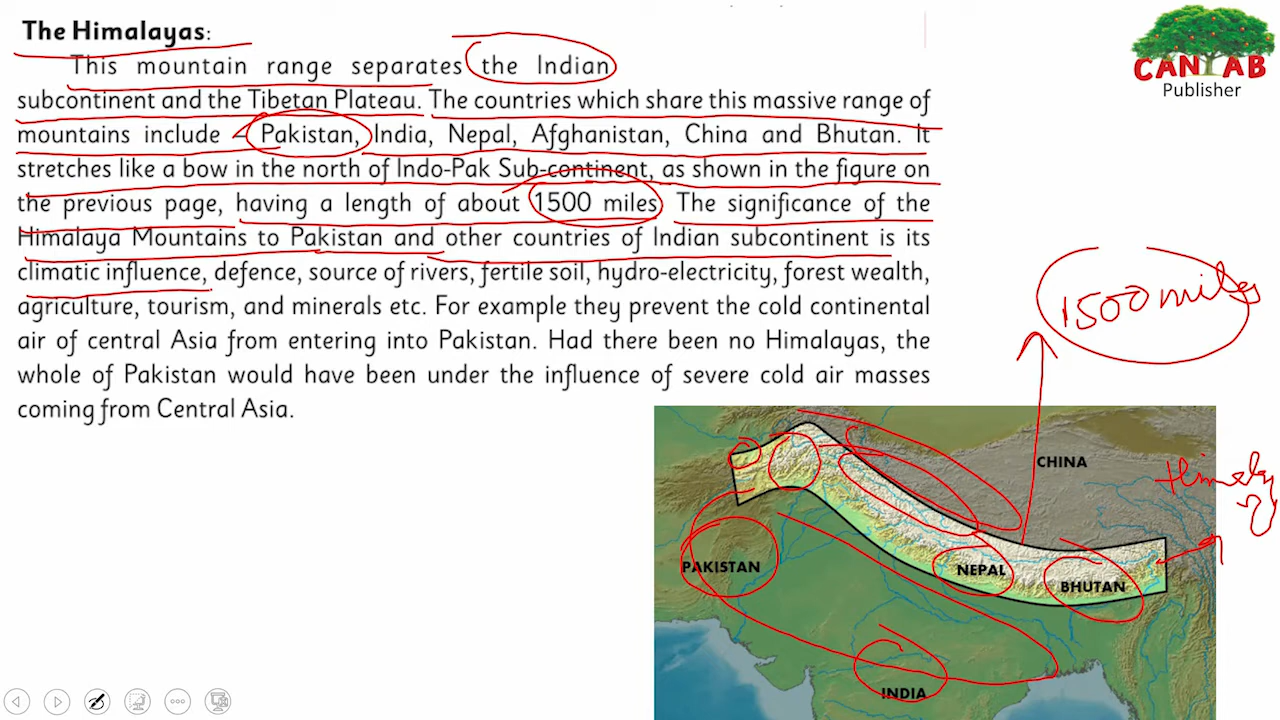 The Himalayas:
This mountain range separates the Indian
subcontinent and the Tibetan Plateau. The countries which share this massive range of
mountains include – Pakistan, India, Nepal, Afghanistan, China and Bhutan. It
stretches like a bow in the north of Indo-Pak Sub-continent, as shown in the figure on
the previous page, having a length of about 1500 miles. The significance of the
Himalaya Mountains to Pakistan and other countries of Indian subcontinent is its
climatic influence, defence, source of rivers, fertile soil, hydro-electricity, forest wealth,
agriculture, tourism, and minerals etc. For example they prevent the cold continental
air of central Asia from entering into Pakistan. Had there been no Himalayas, the
whole of Pakistan would have been under the influence of severe cold air masses
coming from Central Asia.
CANTAB
Publisher
1500 miles
CHINA
PAKISTAN
NEPAL
BHUTAN
INDIA